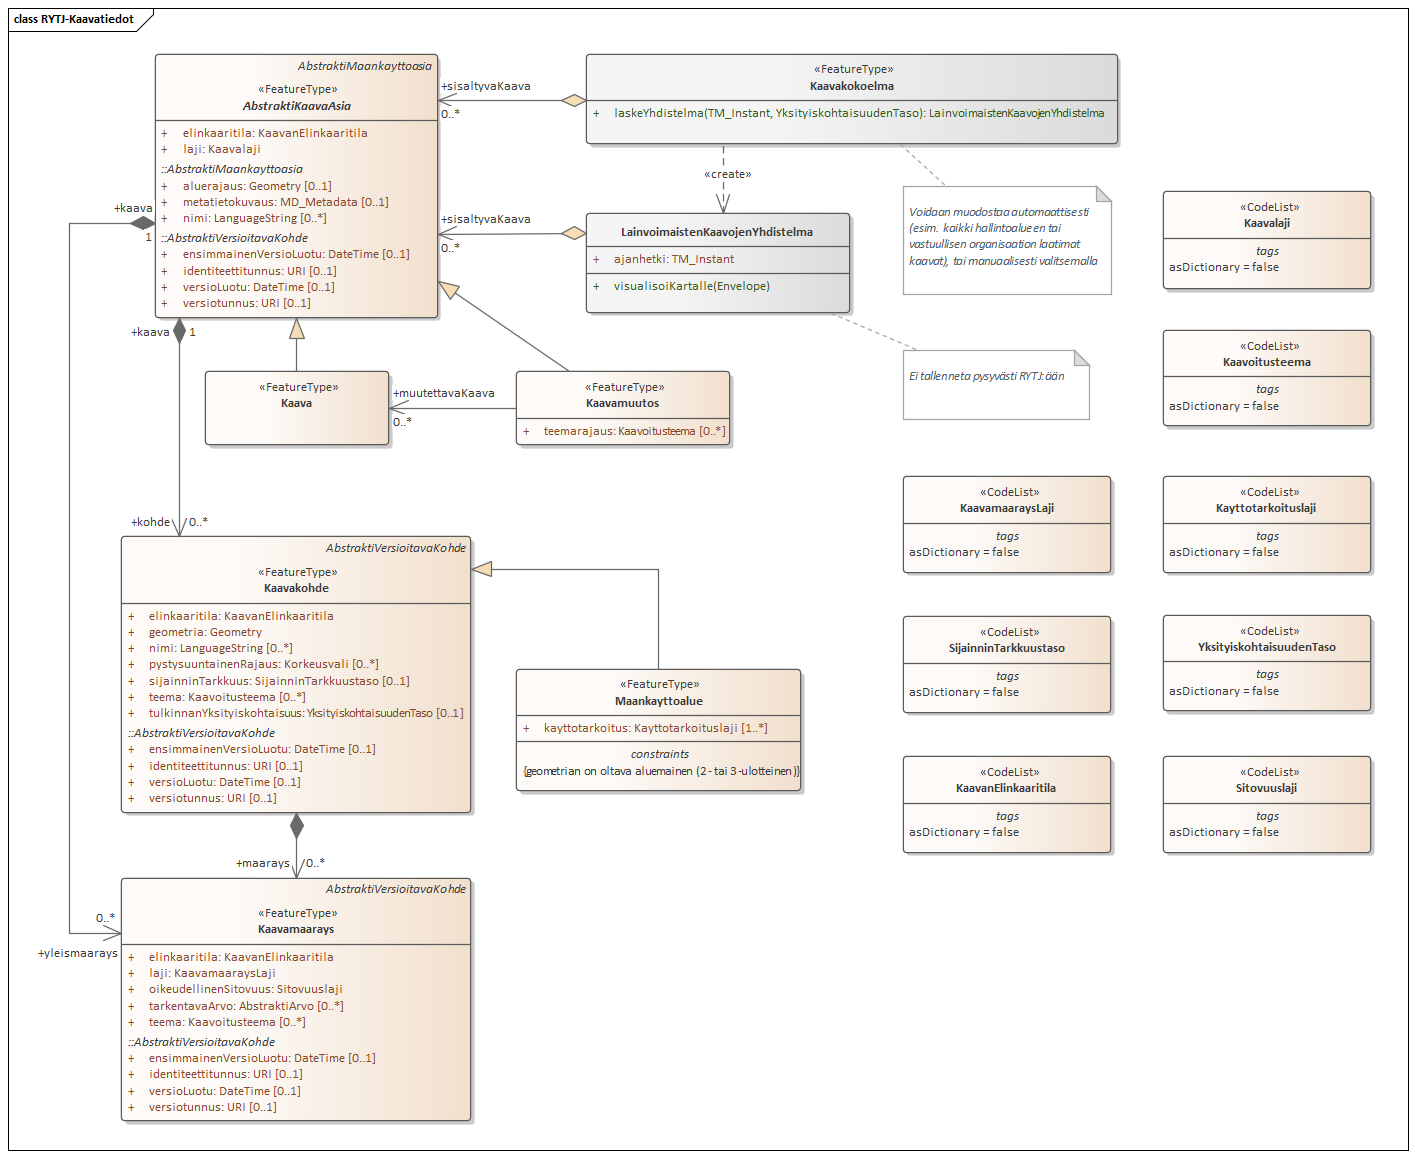 class RYTJ-Kaavatiedot
AbstraktiMaankayttoasia
«FeatureType»
AbstraktiKaavaAsia
+ elinkaaritila: KaavanElinkaaritila
+ laji: Kaavalaji
::AbstraktiMaankayttoasia
+ aluerajaus: Geometry [0..1]
+ metatietokuvaus: MD_Metadata [0..1]
+ nimi: LanguageString [0..*]
::AbstraktiVersioitavaKohde
+ ensimmainenVersioLuotu: DateTime [0..1]
+ identiteettitunnus: URI [0..1]
+ versioLuotu: DateTime [0..1]
+ versiotunnus: URI [0..1]
+sisaltyvaKaava
0..*
«FeatureType»
Kaavakokoelma
+ laskeYhdistelma(TM_Instant, YksityiskohtaisuudenTaso): LainvoimaistenKaavojenYhdistelma
«create»
+sisaltyvaKaava
0..*
LainvoimaistenKaavojenYhdistelma
+ ajanhetki: TM_Instant
+ visualisoiKartalle(Envelope)
Voidaan muodostaa automaattisesti
(esim. kaikki hallintoalueen tai
vastuullisen organisaation laatimat
kaavat), tai manuaalisesti valitsemalla
Ei tallenneta pysyvästi RYTJ:ään
«CodeList»
Kaavalaji
tags
asDictionary = false
«CodeList»
Kaavoitusteema
tags
asDictionary = false
+kaava
1
+kaava
1
«FeatureType»
Kaava
+muutettavaKaava
0..*
«FeatureType»
Kaavamuutos
+ teemarajaus: Kaavoitusteema [0..*]
+kohde
0..*
AbstraktiVersioitavaKohde
«FeatureType»
Kaavakohde
+ elinkaaritila: KaavanElinkaaritila
+ geometria: Geometry
+ nimi: LanguageString [0..*]
+ pystysuuntainenRajaus: Korkeusvali [0..*]
+ sijainninTarkkuus: SijainninTarkkuustaso [0..1]
+ teema: Kaavoitusteema [0..*]
+ tulkinnanYksityiskohtaisuus: YksityiskohtaisuudenTaso [0..1]
::AbstraktiVersioitavaKohde
+ ensimmainenVersioLuotu: DateTime [0..1]
+ identiteettitunnus: URI [0..1]
+ versioLuotu: DateTime [0..1]
+ versiotunnus: URI [0..1]
«FeatureType»
Maankayttoalue
+ kayttotarkoitus: Kayttotarkoituslaji [1..*]
constraints
{geometrian on oltava aluemainen (2- tai 3-ulotteinen)}
«CodeList»
KaavamaaraysLaji
tags
asDictionary = false
«CodeList»
Kayttotarkoituslaji
tags
asDictionary = false
«CodeList»
SijainninTarkkuustaso
tags
asDictionary = false
«CodeList»
YksityiskohtaisuudenTaso
tags
asDictionary = false
«CodeList»
KaavanElinkaaritila
tags
asDictionary = false
«CodeList»
Sitovuuslaji
tags
asDictionary = false
+maarays
0..*
0..*
+yleismaarays
AbstraktiVersioitavaKohde
«FeatureType»
Kaavamaarays
+ elinkaaritila: KaavanElinkaaritila
+ laji: KaavamaaraysLaji
+ oikeudellinenSitovuus: Sitovuuslaji
+ tarkentavaArvo: AbstraktiArvo [0..*]
+ teema: Kaavoitusteema [0..*]
::AbstraktiVersioitavaKohde
+ ensimmainenVersioLuotu: DateTime [0..1]
+ identiteettitunnus: URI [0..1]
+ versioLuotu: DateTime [0..1]
+ versiotunnus: URI [0..1]